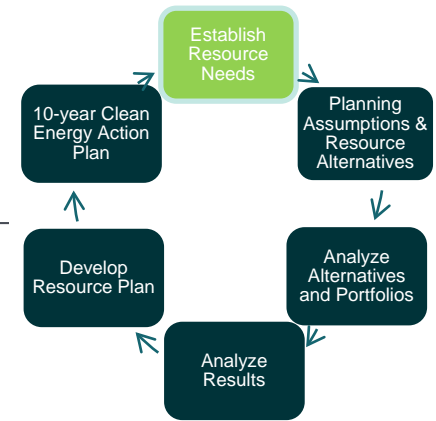 Establish
Resource
Needs
Planning
Assumptions &
Resource
Alternatives
Analyze
Alternatives
and Portfolios
Analyze
Results
Develop
Resource Plan
10-year Clean
Energy Action
Plan